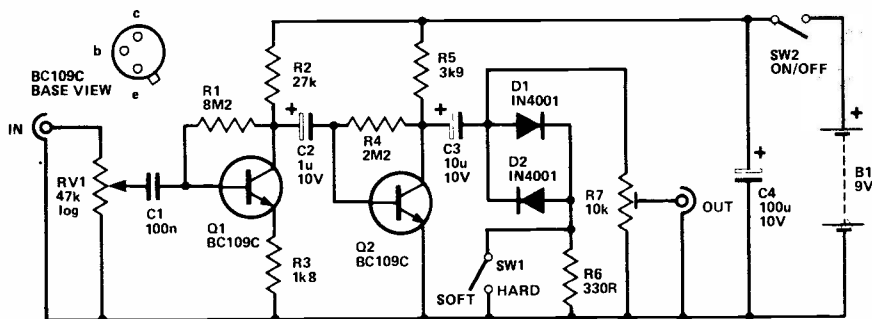 c
b
e
BC109C
BASE VIEW
IN
RV1
47k
log
C1
100n
R1
8M2
R2
27k
Q1
BC109C
R3
1k8
+
C2
1u
10V
R4
2M2
Q2
BC109C
R5
3k9
+
C3
10u
10V
D1
IN4001
D2
IN4001
SW1
SOFT
HARD
R6
330R
R7
10k
OUT
SW2
ON/OFF
+
C4
100u
10V
+
B1
9V